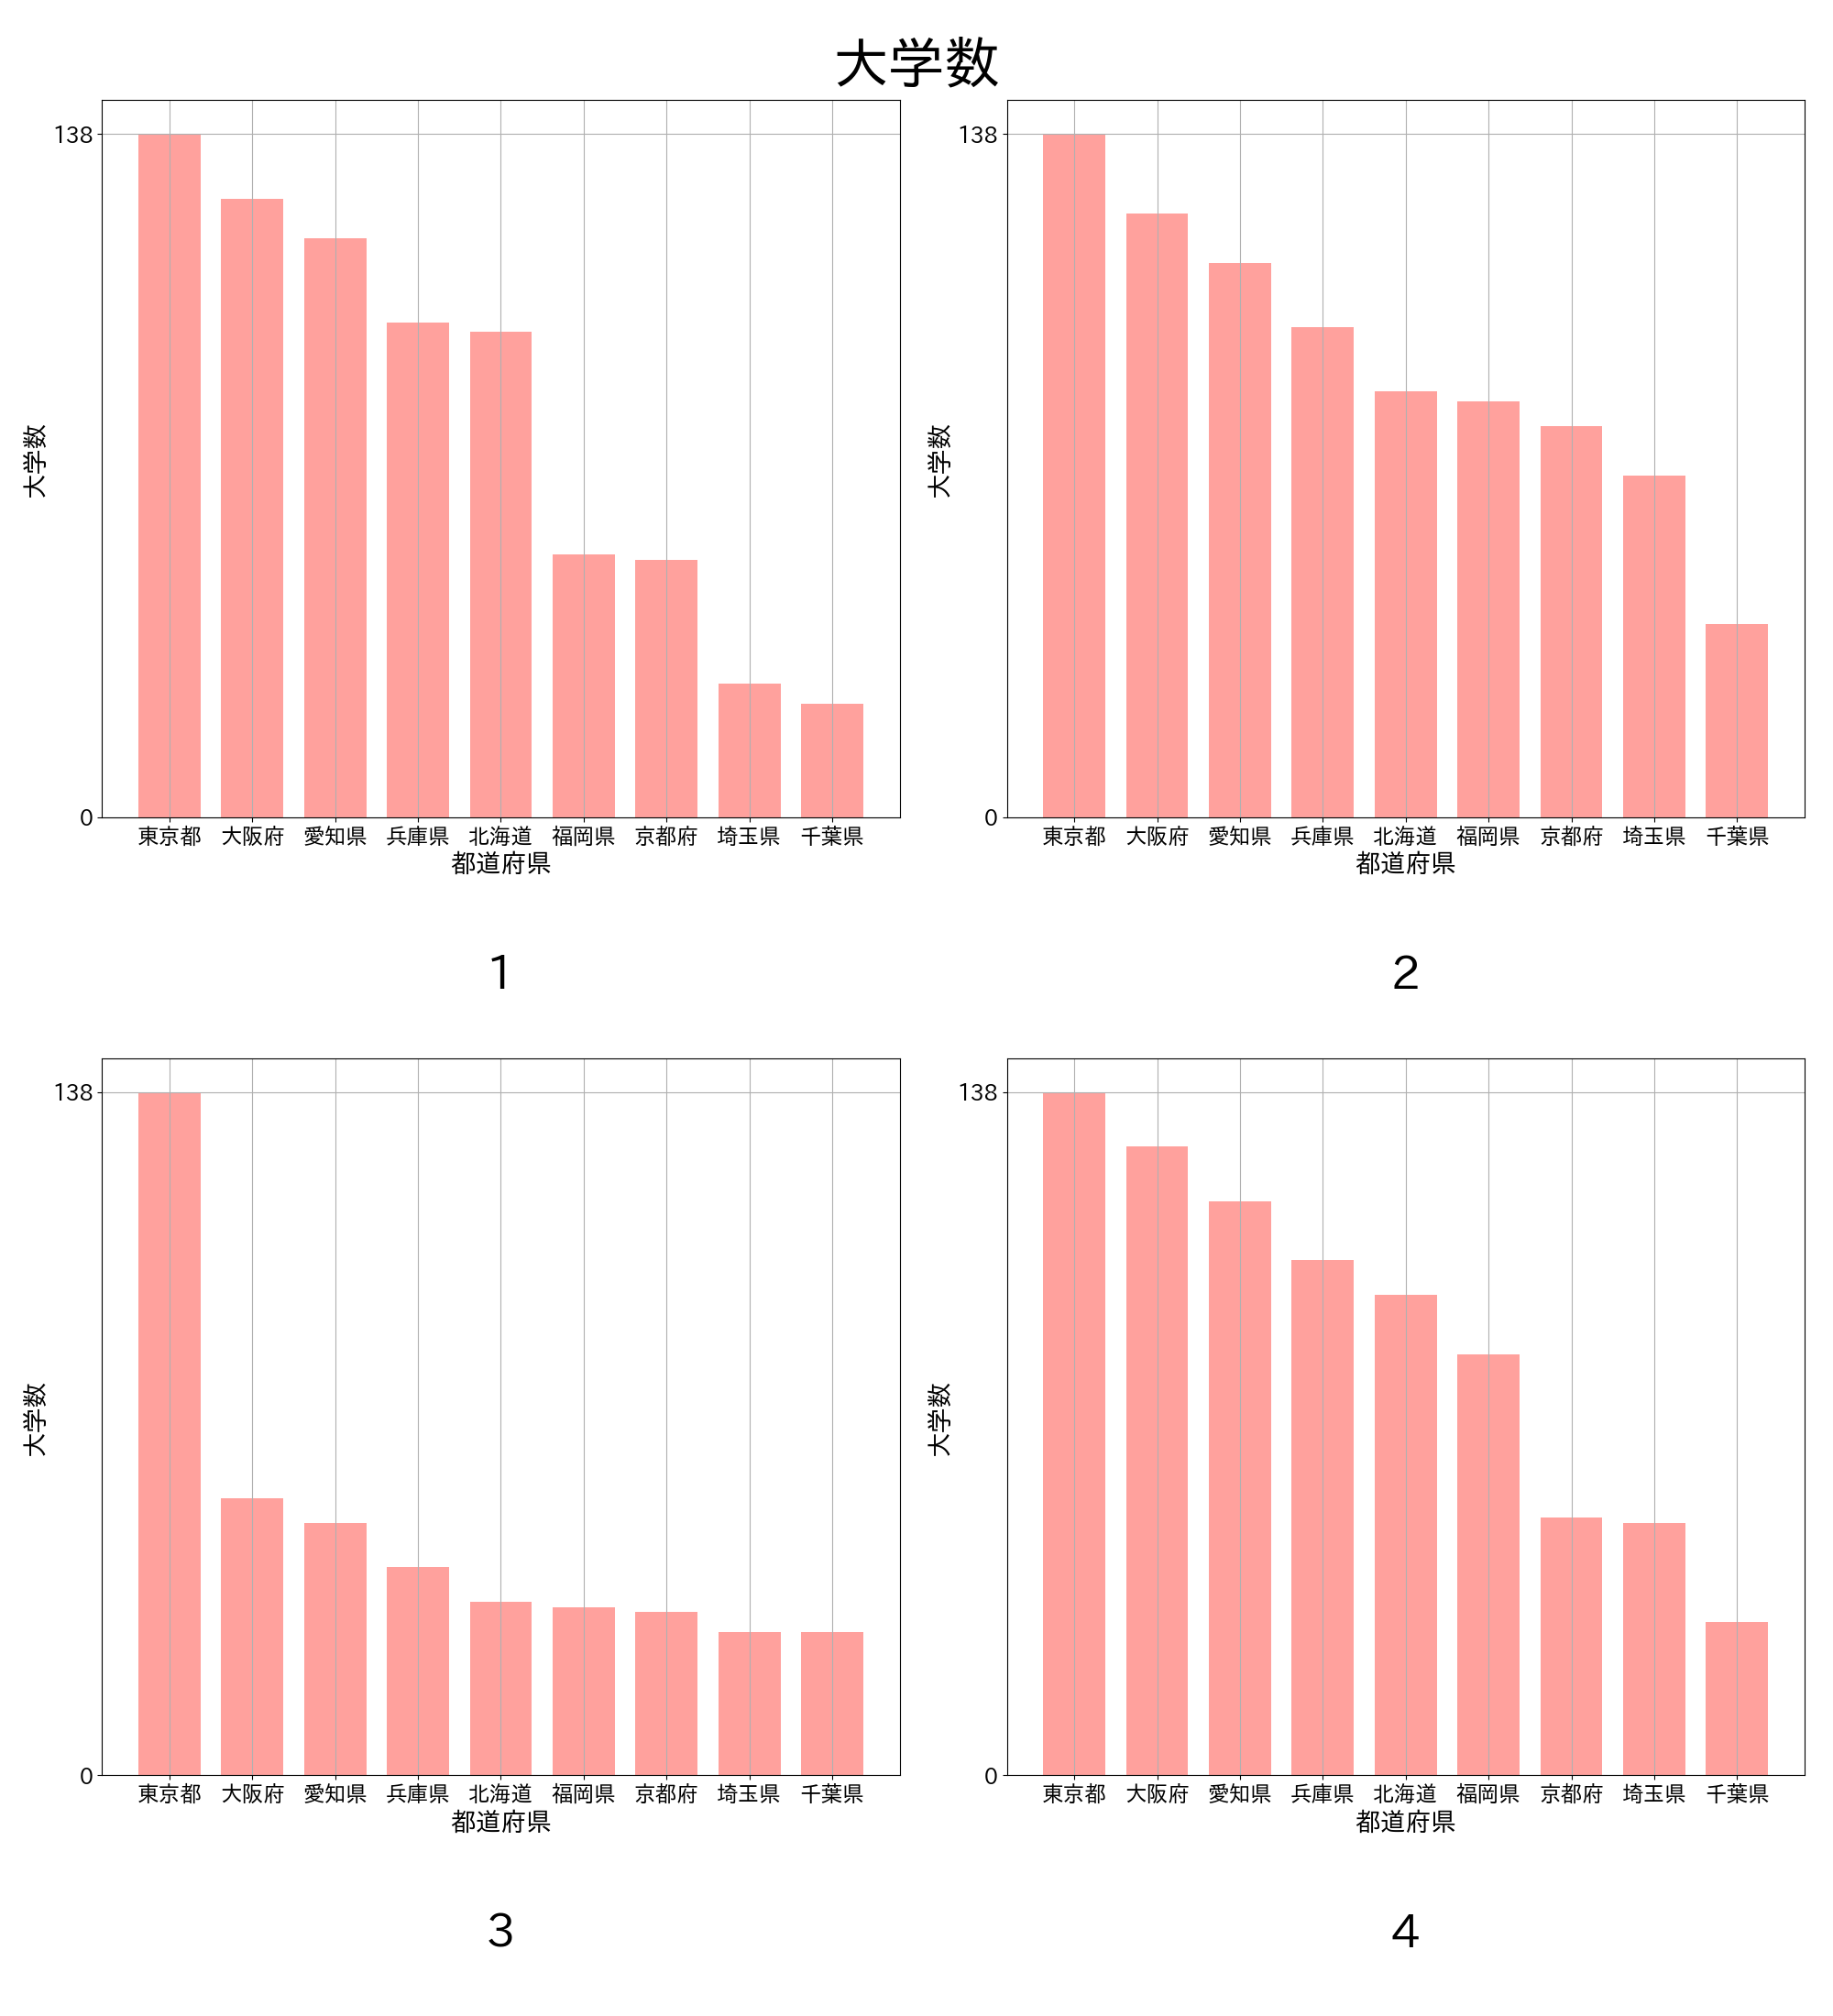 大学数
138
0
大学数
東京都 大阪府 愛知県 兵庫県 北海道 福岡県 京都府 埼玉県 千葉県
都道府県
1
138
0
大学数
東京都 大阪府 愛知県 兵庫県 北海道 福岡県 京都府 埼玉県 千葉県
都道府県
2
138
0
大学数
東京都 大阪府 愛知県 兵庫県 北海道 福岡県 京都府 埼玉県 千葉県
都道府県
3
138
0
大学数
東京都 大阪府 愛知県 兵庫県 北海道 福岡県 京都府 埼玉県 千葉県
都道府県
4